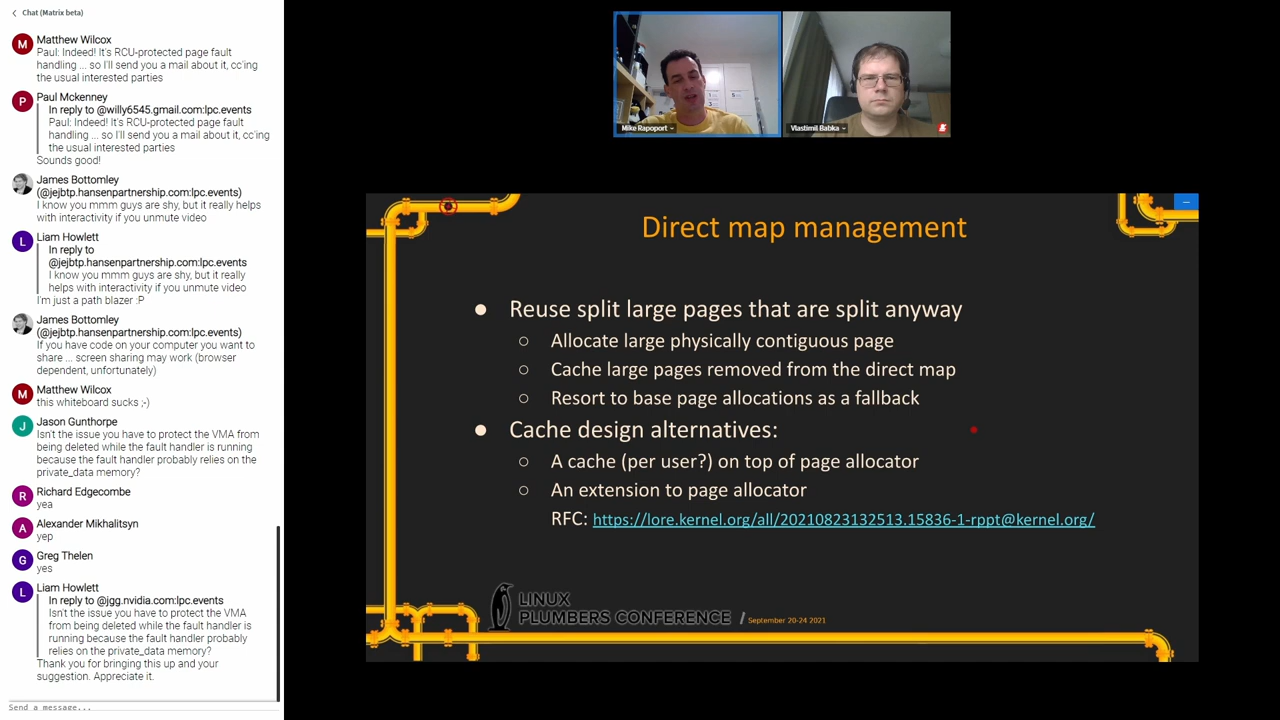 Chat (Matrix beta)
M
Matthew Wilcox
Paul: Indeed! It's RCU-protected page fault
handling ... so I'll send you a mail about it, cc'ing
the usual interested parties
P
Paul Mckenney
In reply to @willy6545.gmail.com:lpc.events
Paul: Indeed! It's RCU-protected page fault
handling ... so I'll send you a mail about it, cc'ing
the usual interested parties
Sounds good!
James Bottomley
(@jejbtp.hansenpartnership.com:lpc.events)
I know you mmm guys are shy, but it really helps
with interactivity if you unmute video
L
Liam Howlett
In reply to
@jejbtp.hansenpartnership.com:lpc.events
I know you mmm guys are shy, but it really
helps with interactivity if you unmute video
I'm just a path blazer :P
James Bottomley
(@jejbtp.hansenpartnership.com:lpc.events)
If you have code on your computer you want to
share ... screen sharing may work (browser
dependent, unfortunately)
M
Matthew Wilcox
this whiteboard sucks ;-)
J
Jason Gunthorpe
Isn't the issue you have to protect the VMA from
being deleted while the fault handler is running
because the fault handler probably relies on the
private_data memory?
R
Richard Edgecombe
yea
A
Alexander Mikhalitsyn
yep
G
Greg Thelen
yes
L
Liam Howlett
In reply to @jgg.nvidia.com:lpc.events
Isn't the issue you have to protect the VMA
from being deleted while the fault handler is
running because the fault handler probably
relies on the private_data memory?
Thank you for bringing this up and your
suggestion. Appreciate it.
Send a message...
Mike Rapoport
Vlastimil Babka
Direct map management
● Reuse split large pages that are split anyway
○ Allocate large physically contiguous page
○ Cache large pages removed from the direct map
○ Resort to base page allocations as a fallback
● Cache design alternatives:
○ A cache (per user?) on top of page allocator
○ An extension to page allocator
RFC: https://lore.kernel.org/all/20210823132513.15836-1-rppt@kernel.org/
LINUX
PLUMBERS CONFERENCE / September 20-24 2021